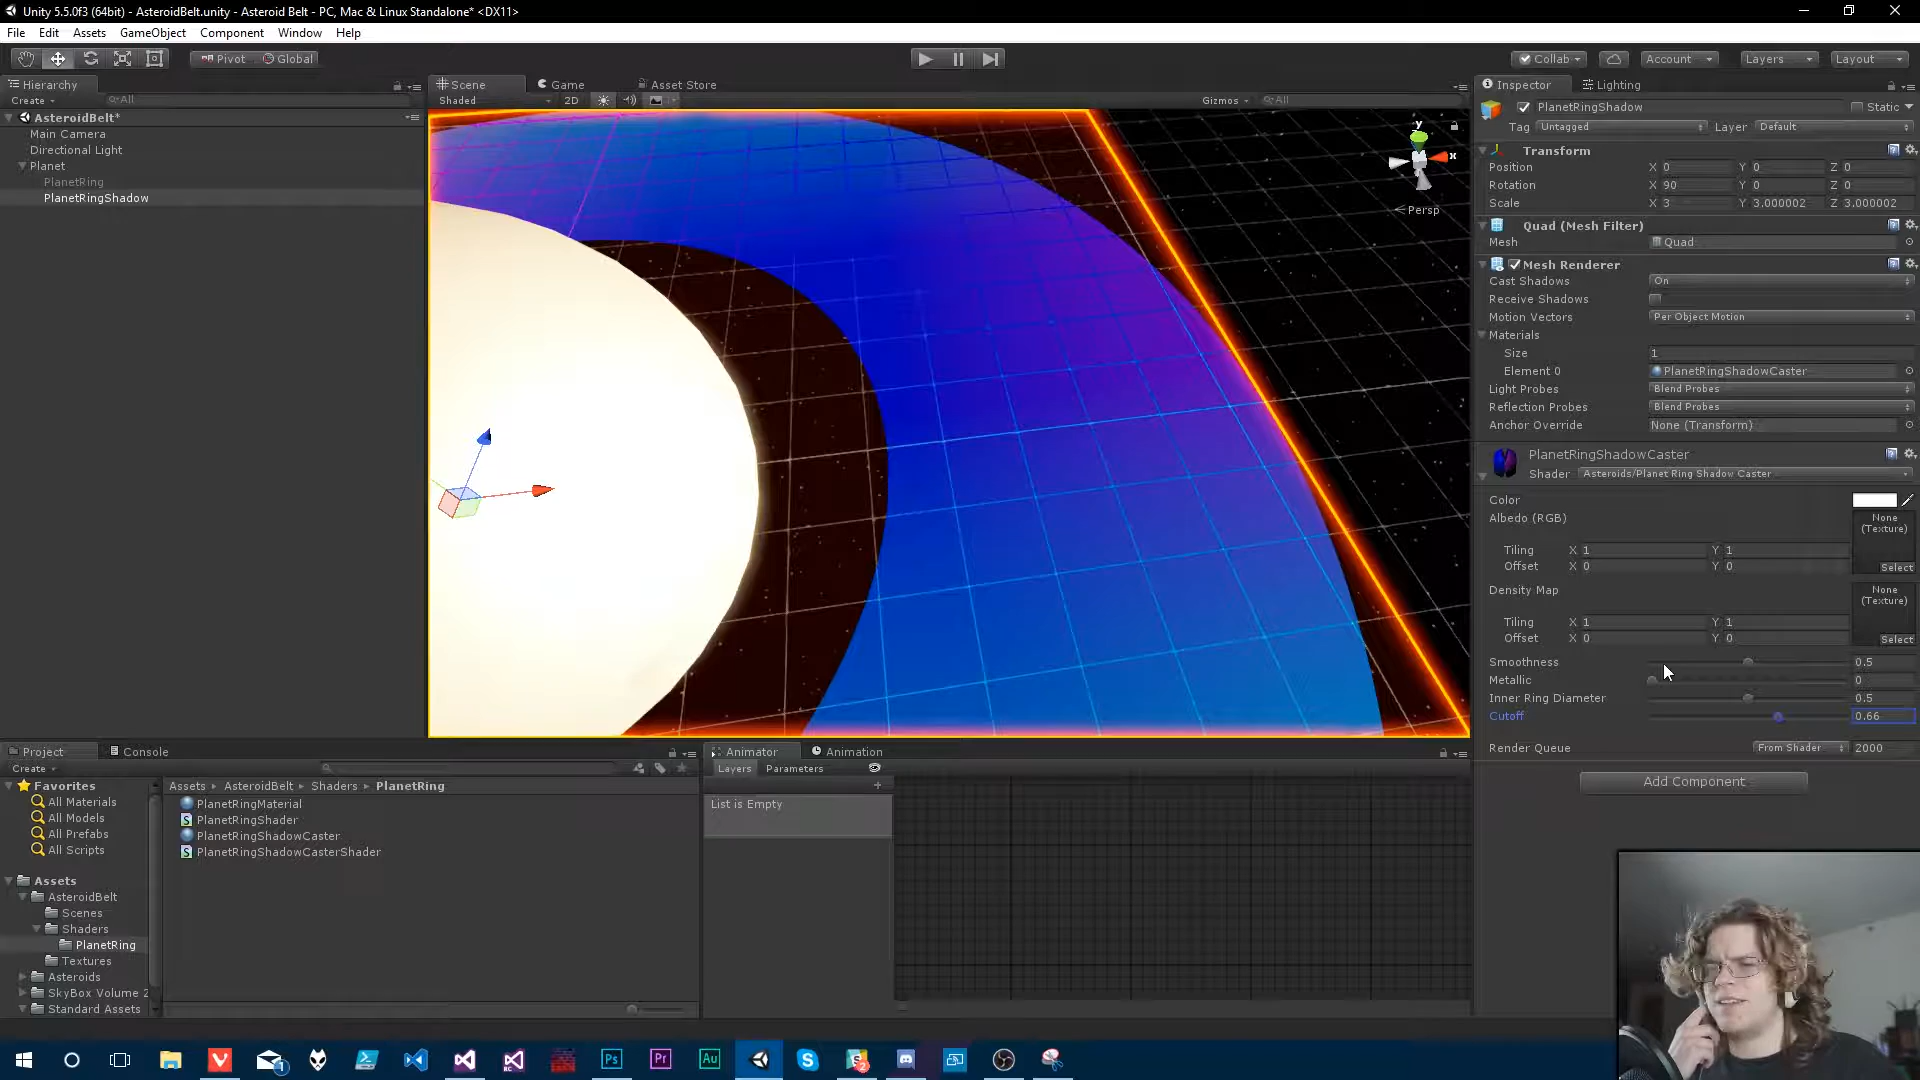 Unity 5.5.0f3 (64bit) - AsteroidBelt.unity - Asteroid Belt - PC, Mac & Linux Standalone* <DX11>
File Edit Assets GameObject Component Window Help
Pivot Global Collab Account Layers Layout
Hierarchy
Create All
AsteroidBelt*
Main Camera
Directional Light
Planet
PlanetRing
PlanetRingShadow
Scene Game Asset Store
Shaded 2D Gizmos All
y
x
Persp
Inspector Lighting
PlanetRingShadow Static
Tag Untagged Layer Default
Transform
Position X 0 Y 0 Z 0
Rotation X 90 Y 0 Z 0
Scale X 3 Y 3.000002 Z 3.000002
Quad (Mesh Filter)
Mesh Quad
Mesh Renderer
Cast Shadows On
Receive Shadows
Motion Vectors Per Object Motion
Materials
Size 1
Element 0 PlanetRingShadowCaster
Light Probes Blend Probes
Reflection Probes Blend Probes
Anchor Override None (Transform)
PlanetRingShadowCaster
Shader Asteroids/Planet Ring Shadow Caster
Color
Albedo (RGB) None (Texture)
Tiling X 1 Y 1
Offset X 0 Y 0 Select
Density Map None (Texture)
Tiling X 1 Y 1
Offset X 0 Y 0 Select
Smoothness 0.5
Metallic 0
Inner Ring Diameter 0.5
Cutoff 0.66
Render Queue From Shader 2000
Add Component
Project Console
Create
Favorites
All Materials
All Models
All Prefabs
All Scripts
Assets
AsteroidBelt
Scenes
Shaders
PlanetRing
Textures
Asteroids
SkyBox Volume 2
Standard Assets
Assets AsteroidBelt Shaders PlanetRing
PlanetRingMaterial
PlanetRingShader
PlanetRingShadowCaster
PlanetRingShadowCasterShader
Animator Animation
Layers Parameters
List is Empty
Ps Pr Au